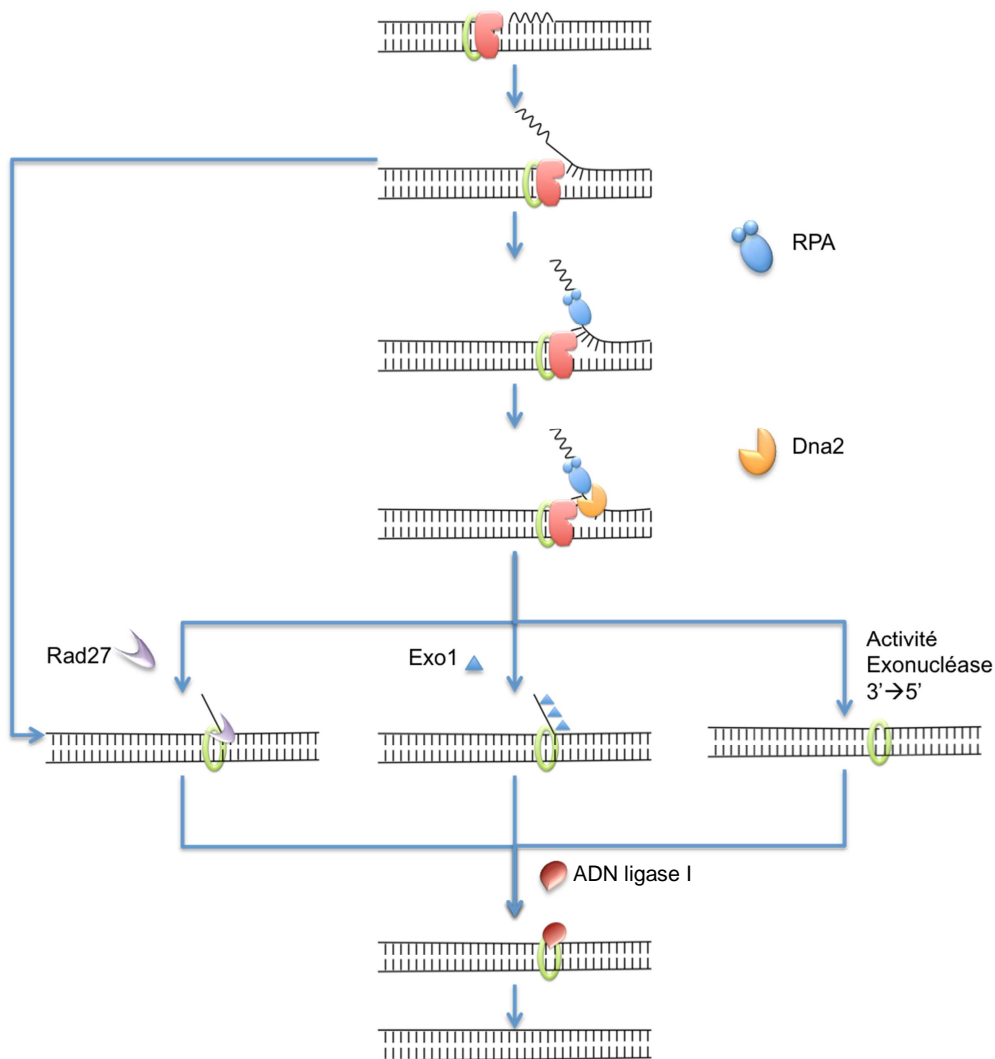 RPA
Dna2
Rad27
Exo1
Activité
Exonucléase
3'→5'
ADN ligase I